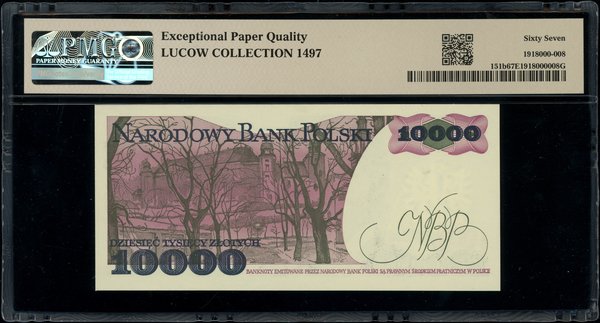 PMG
PAPER MONEY GUARANTY
Exceptional Paper Quality
LUCOW COLLECTION 1497
Sixty Seven
1918000-008
151b67E1918000008G
NARODOWY BANK POLSKI
10000
NBP
DZIESIĘĆ TYSIĘCY ZŁOTYCH
10000
BANKNOTY EMITOWANE PRZEZ NARODOWY BANK POLSKI SĄ PRAWNYM ŚRODKIEM PŁATNICZYM W POLSCE